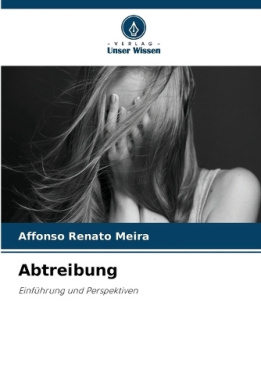 VERLAG
Unser Wissen
Affonso Renato Meira
Abtreibung
Einführung und Perspektiven